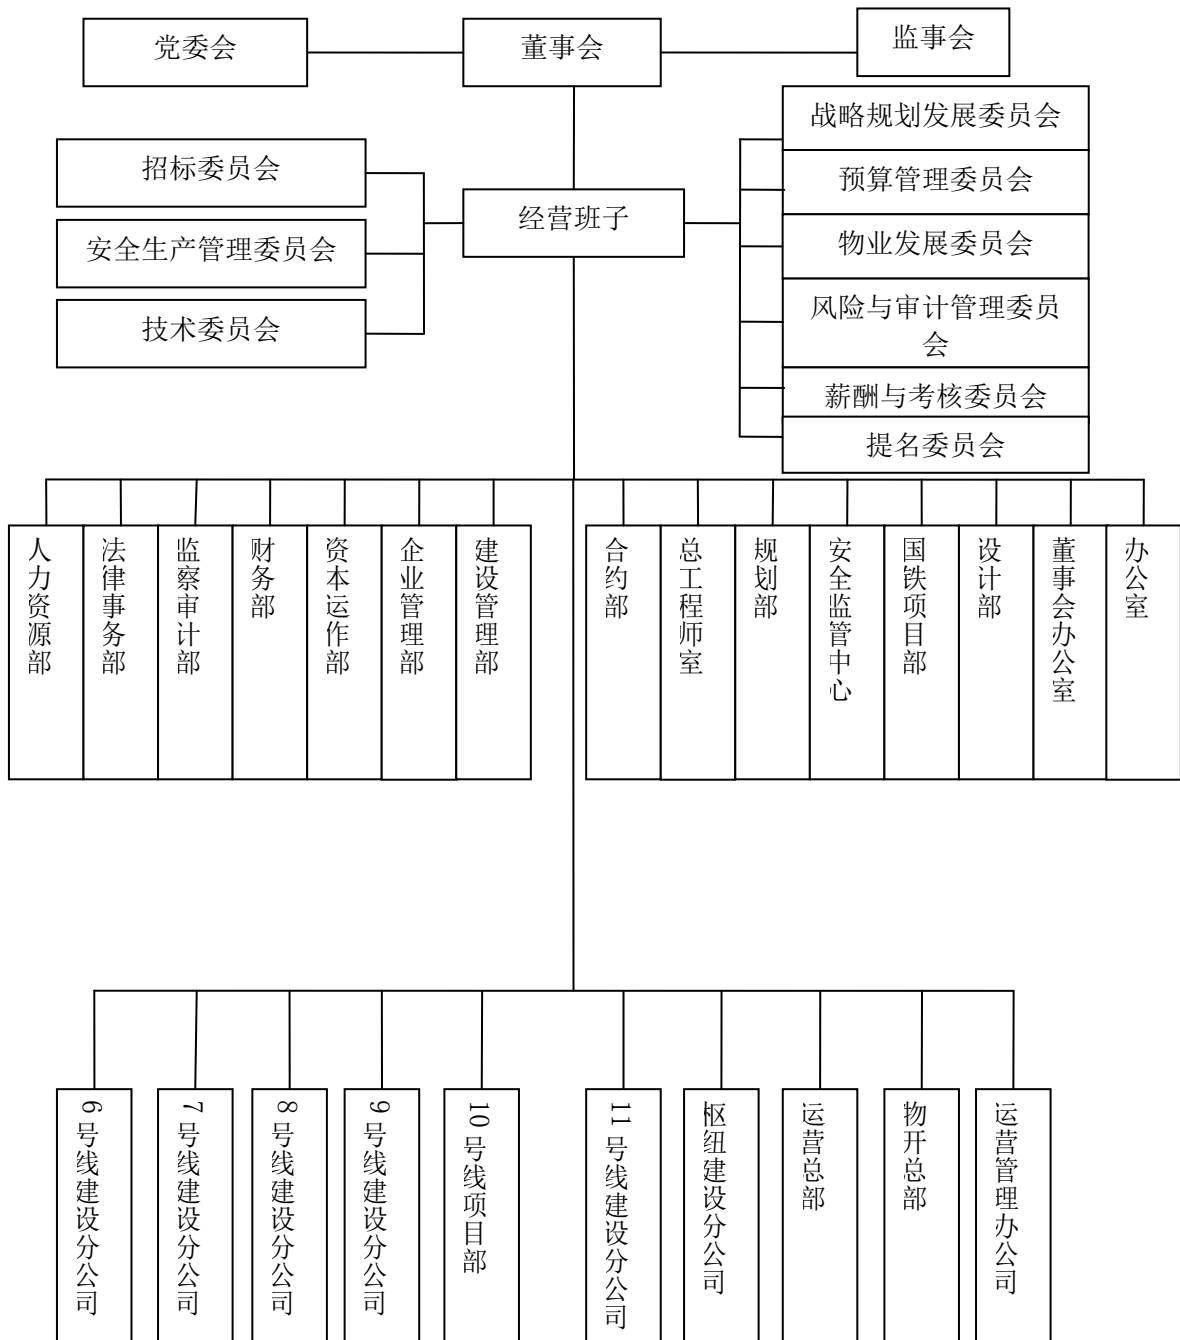 党委会
董事会
监事会
战略规划发展委员会
预算管理委员会
物业发展委员会
风险与审计管理委员
会
薪酬与考核委员会
提名委员会
招标委员会
安全生产管理委员会
技术委员会
经营班子
人力资源部
法律事务部
监察审计部
财务部
资本运作部
企业管理部
建设管理部
合约部
总工程师室
规划部
安全监管中心
国铁项目部
设计部
董事会办公室
办公室
6号线建设分公司
7号线建设分公司
8号线建设分公司
9号线建设分公司
10号线项目部
11号线建设分公司
枢纽建设分公司
运营总部
物开总部
运营管理办公司